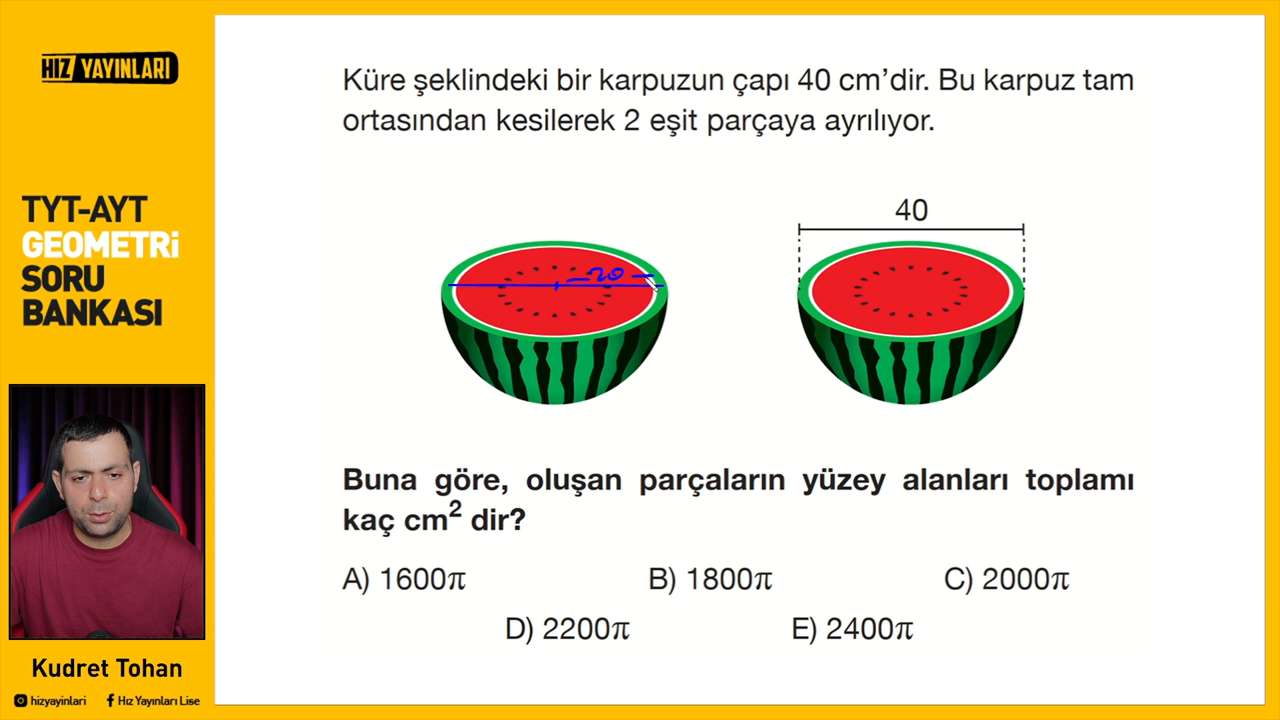 HIZ YAYINLARI
TYT-AYT
GEOMETRİ
SORU
BANKASI
Kudret Tohan
hizyayinlari
Hız Yayınları Lise
Küre şeklindeki bir karpuzun çapı 40 cm’dir. Bu karpuz tam
ortasından kesilerek 2 eşit parçaya ayrılıyor.
20
40
Buna göre, oluşan parçaların yüzey alanları toplamı
kaç cm² dir?
A) 1600π B) 1800π C) 2000π
D) 2200π E) 2400π